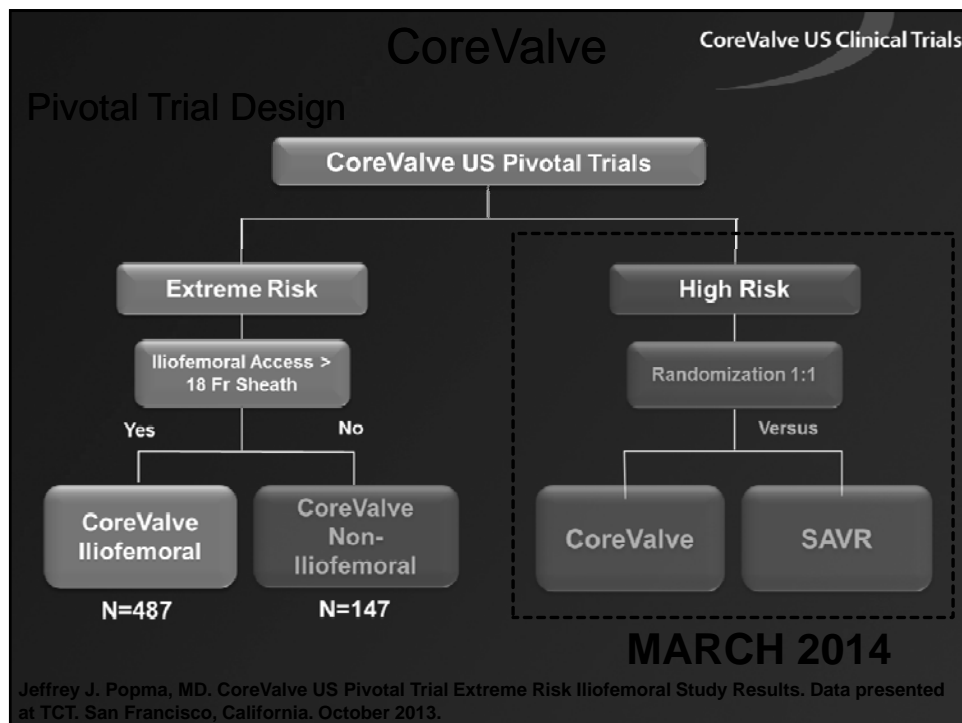 CoreValve
CoreValve US Clinical Trials
Pivotal Trial Design
CoreValve US Pivotal Trials
Extreme Risk
High Risk
Iliofemoral Access >
18 Fr Sheath
Randomization 1:1
Yes
No
Versus
CoreValve
Iliofemoral
CoreValve
Non-
Iliofemoral
CoreValve
SAVR
N=487
N=147
MARCH 2014
Jeffrey J. Popma, MD. CoreValve US Pivotal Trial Extreme Risk Iliofemoral Study Results. Data presented
at TCT. San Francisco, California. October 2013.